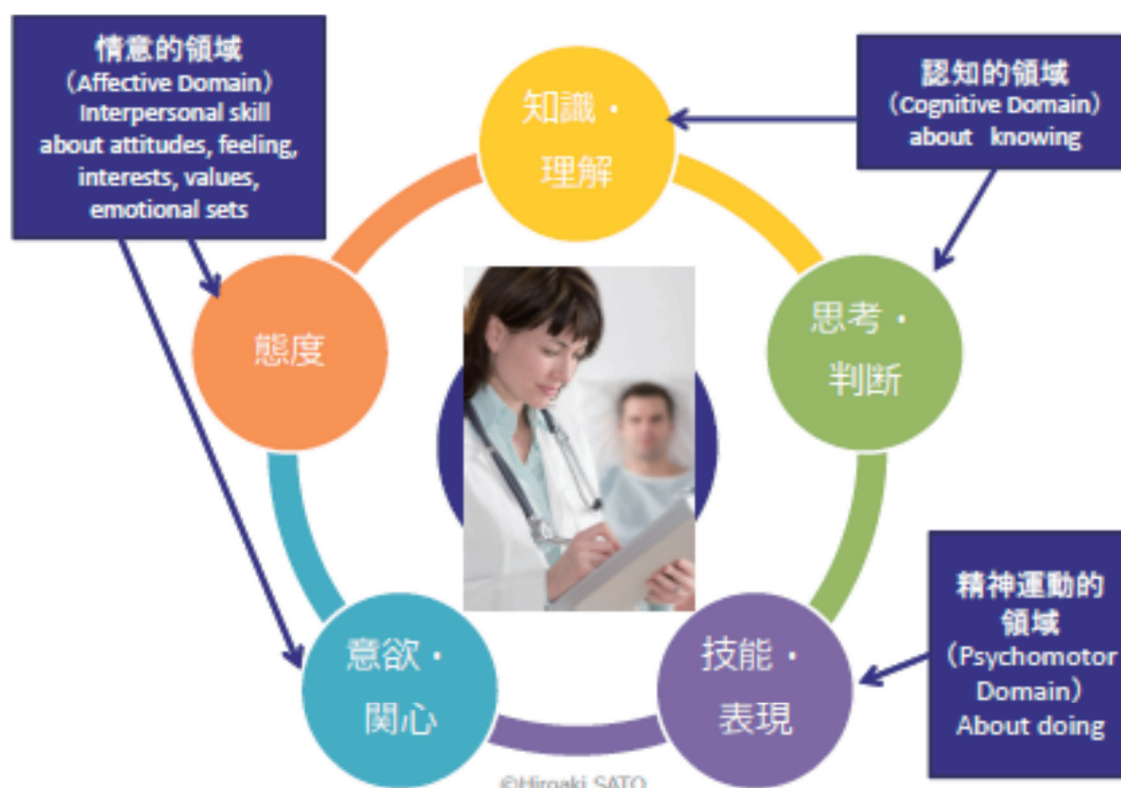 情意的領域
（Affective Domain）
Interpersonal skill
about attitudes, feeling,
interests, values,
emotional sets
認知的領域
（Cognitive Domain）
about knowing
知識・
理解
思考・
判断
態度
意欲・
関心
技能・
表現
精神運動的
領域
（Psychomotor
Domain）
About doing
©Hiroaki SATO